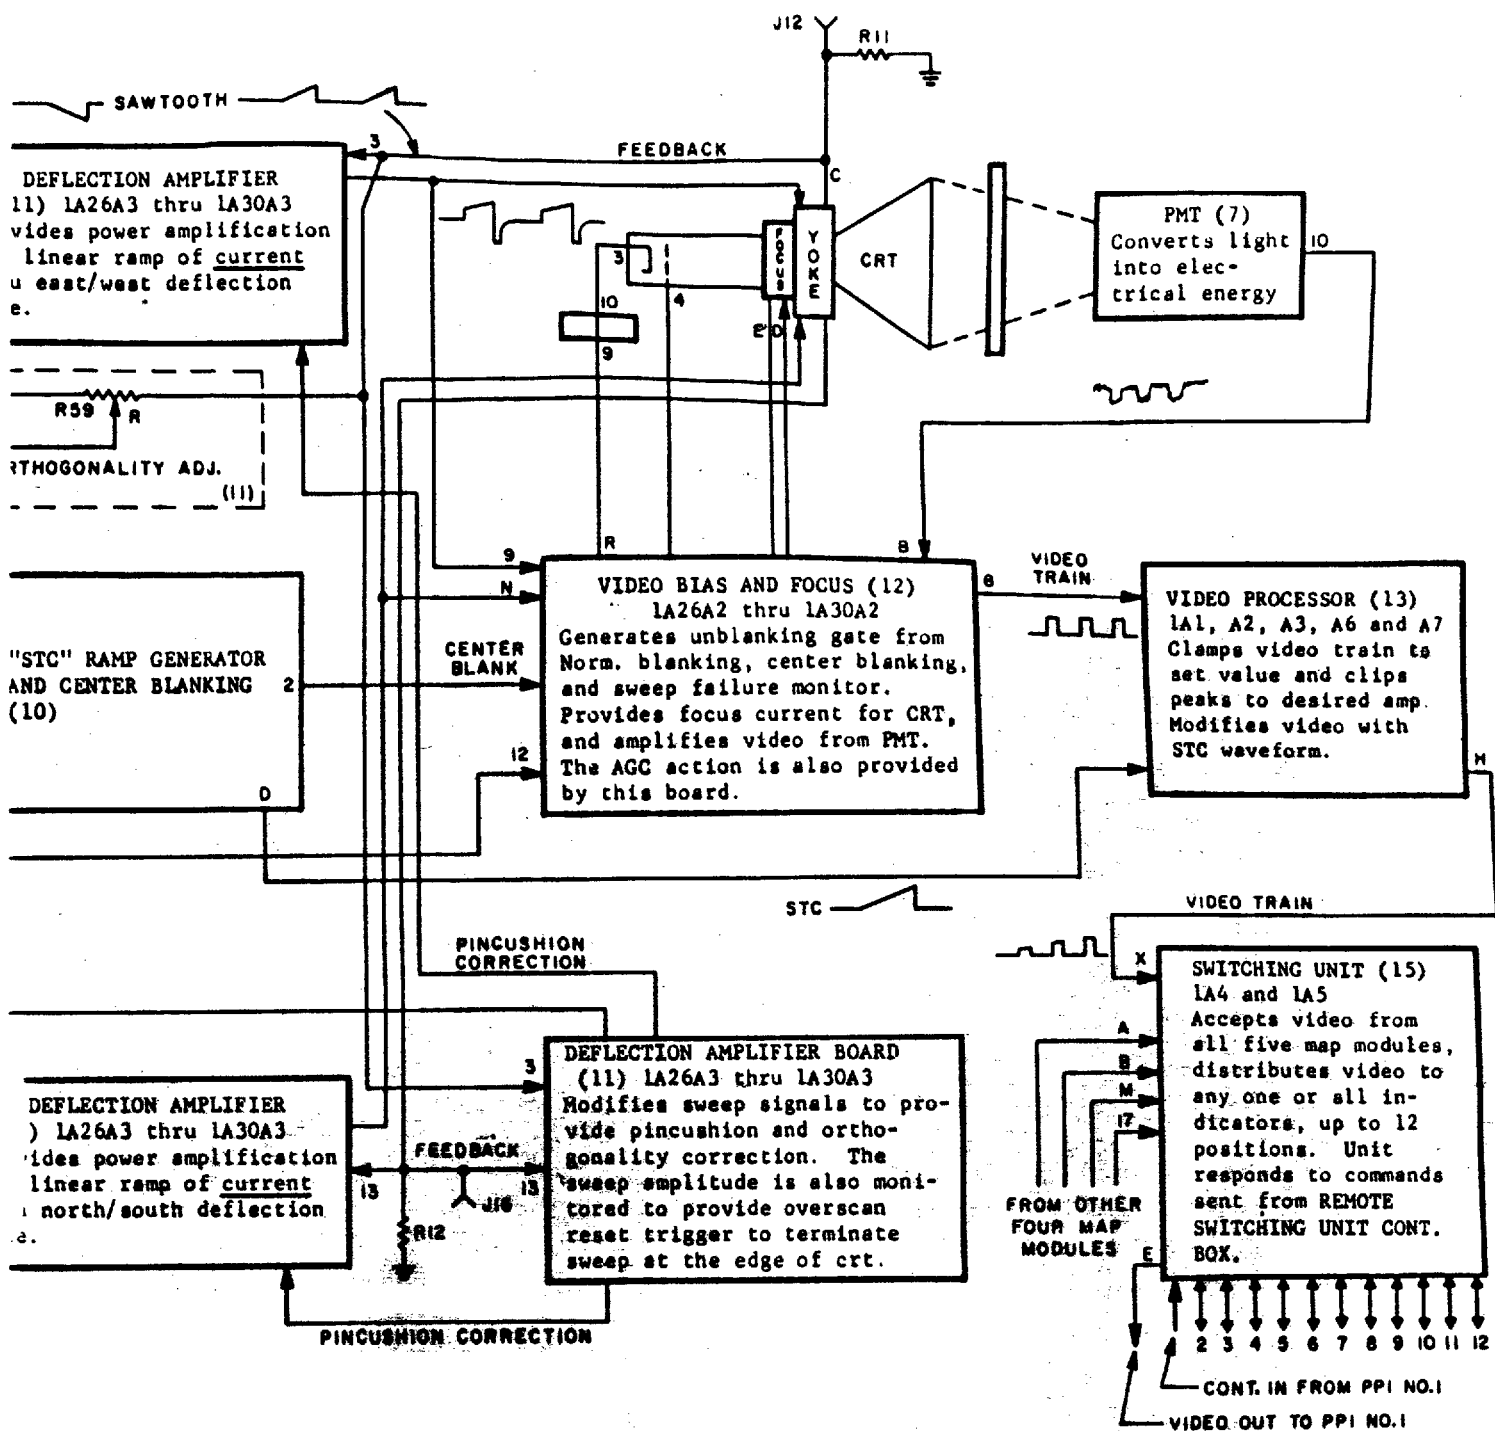 J12
R11
SAWTOOTH
3
FEEDBACK
C
DEFLECTION AMPLIFIER
11) 1A26A3 thru 1A30A3
vides power amplification
linear ramp of current
u east/west deflection
e.
3
10
4
9
FOCUS
YOKE
E
D
CRT
PMT (7)
Converts light
into elec-
trical energy
10
R59
R
RTHOGONALITY ADJ.
(11)
"STC" RAMP GENERATOR
AND CENTER BLANKING
(10)
2
D
CENTER
BLANK
9
N
12
R
B
VIDEO BIAS AND FOCUS (12)
1A26A2 thru 1A30A2
Generates unblanking gate from
Norm. blanking, center blanking,
and sweep failure monitor.
Provides focus current for CRT,
and amplifies video from PMT.
The AGC action is also provided
by this board.
8
VIDEO
TRAIN
VIDEO PROCESSOR (13)
1A1, A2, A3, A6 and A7
Clamps video train to
set value and clips
peaks to desired amp.
Modifies video with
STC waveform.
H
STC
VIDEO TRAIN
PINCUSHION
CORRECTION
DEFLECTION AMPLIFIER
) 1A26A3 thru 1A30A3
ides power amplification
linear ramp of current
north/south deflection
e.
13
FEEDBACK
J16
R12
3
13
DEFLECTION AMPLIFIER BOARD
(11) 1A26A3 thru 1A30A3
Modifies sweep signals to pro-
vide pincushion and ortho-
gonality correction. The
sweep amplitude is also moni-
tored to provide overscan
reset trigger to terminate
sweep at the edge of crt.
PINCUSHION CORRECTION
X
A
B
M
17
FROM OTHER
FOUR MAP
MODULES
E
SWITCHING UNIT (15)
1A4 and 1A5
Accepts video from
all five map modules,
distributes video to
any one or all in-
dicators, up to 12
positions. Unit
responds to commands
sent from REMOTE
SWITCHING UNIT CONT.
BOX.
2 3 4 5 6 7 8 9 10 11 12
CONT. IN FROM PPI NO.1
VIDEO OUT TO PPI NO.1